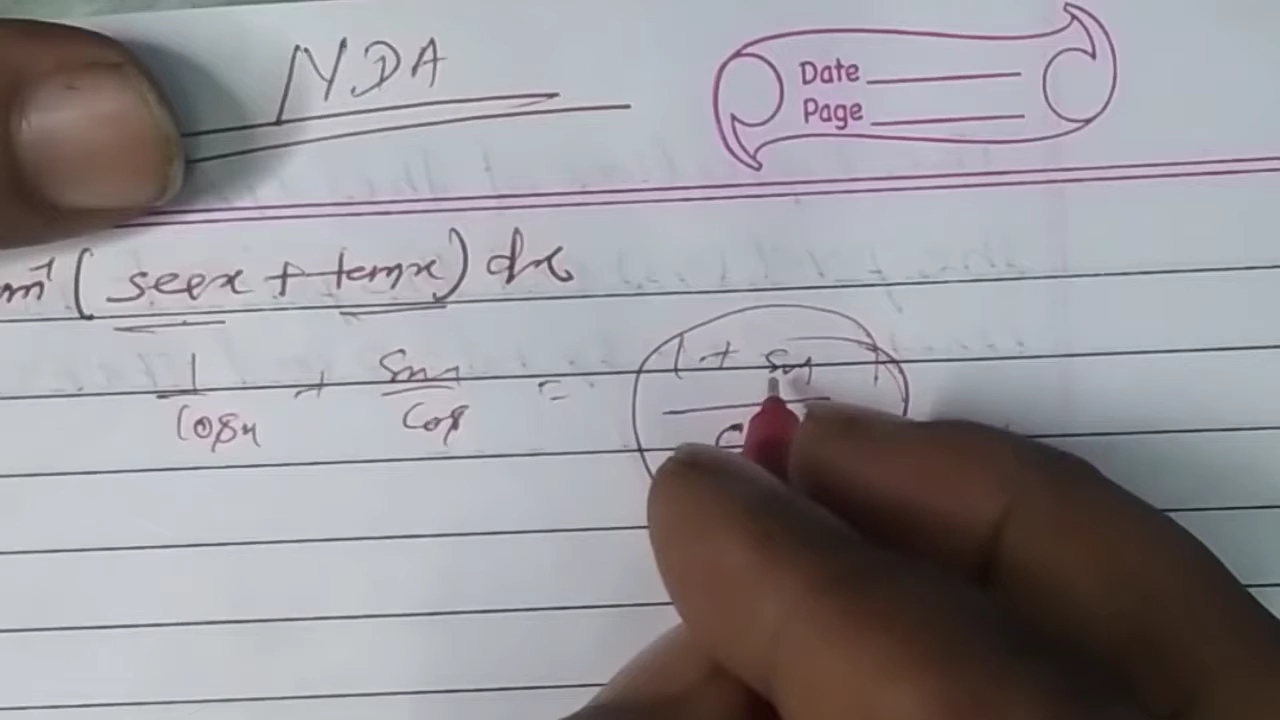 NDA
Date
Page
( secx + tanx ) dx
1/cosx + sinx/cosx = 1 + sinx